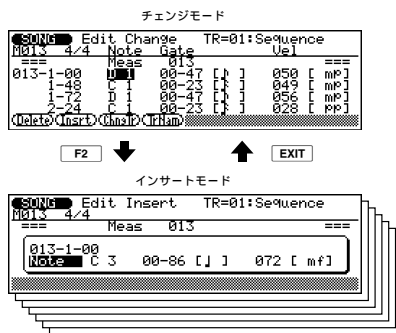 チェンジモード
SONG Edit Change TR=01:Sequence
M013 4/4 Note Gate Vel
=== Meas 013 ===
013-1-00 D 1 00-47 [♪ ] 050 [ mp]
1-48 C 1 00-23 [ ] 049 [ mp]
1-72 D 1 00-47 [♪ ] 056 [ mp]
2-24 C 1 00-23 [ ] 028 [ pp]
Delete Insrt ChngTr TrNam
F2 EXIT
インサートモード
SONG Edit Insert TR=01:Sequence
M013 4/4
=== Meas 013 ===
013-1-00
Note C 3 00-86 [♩ ] 072 [ mf]